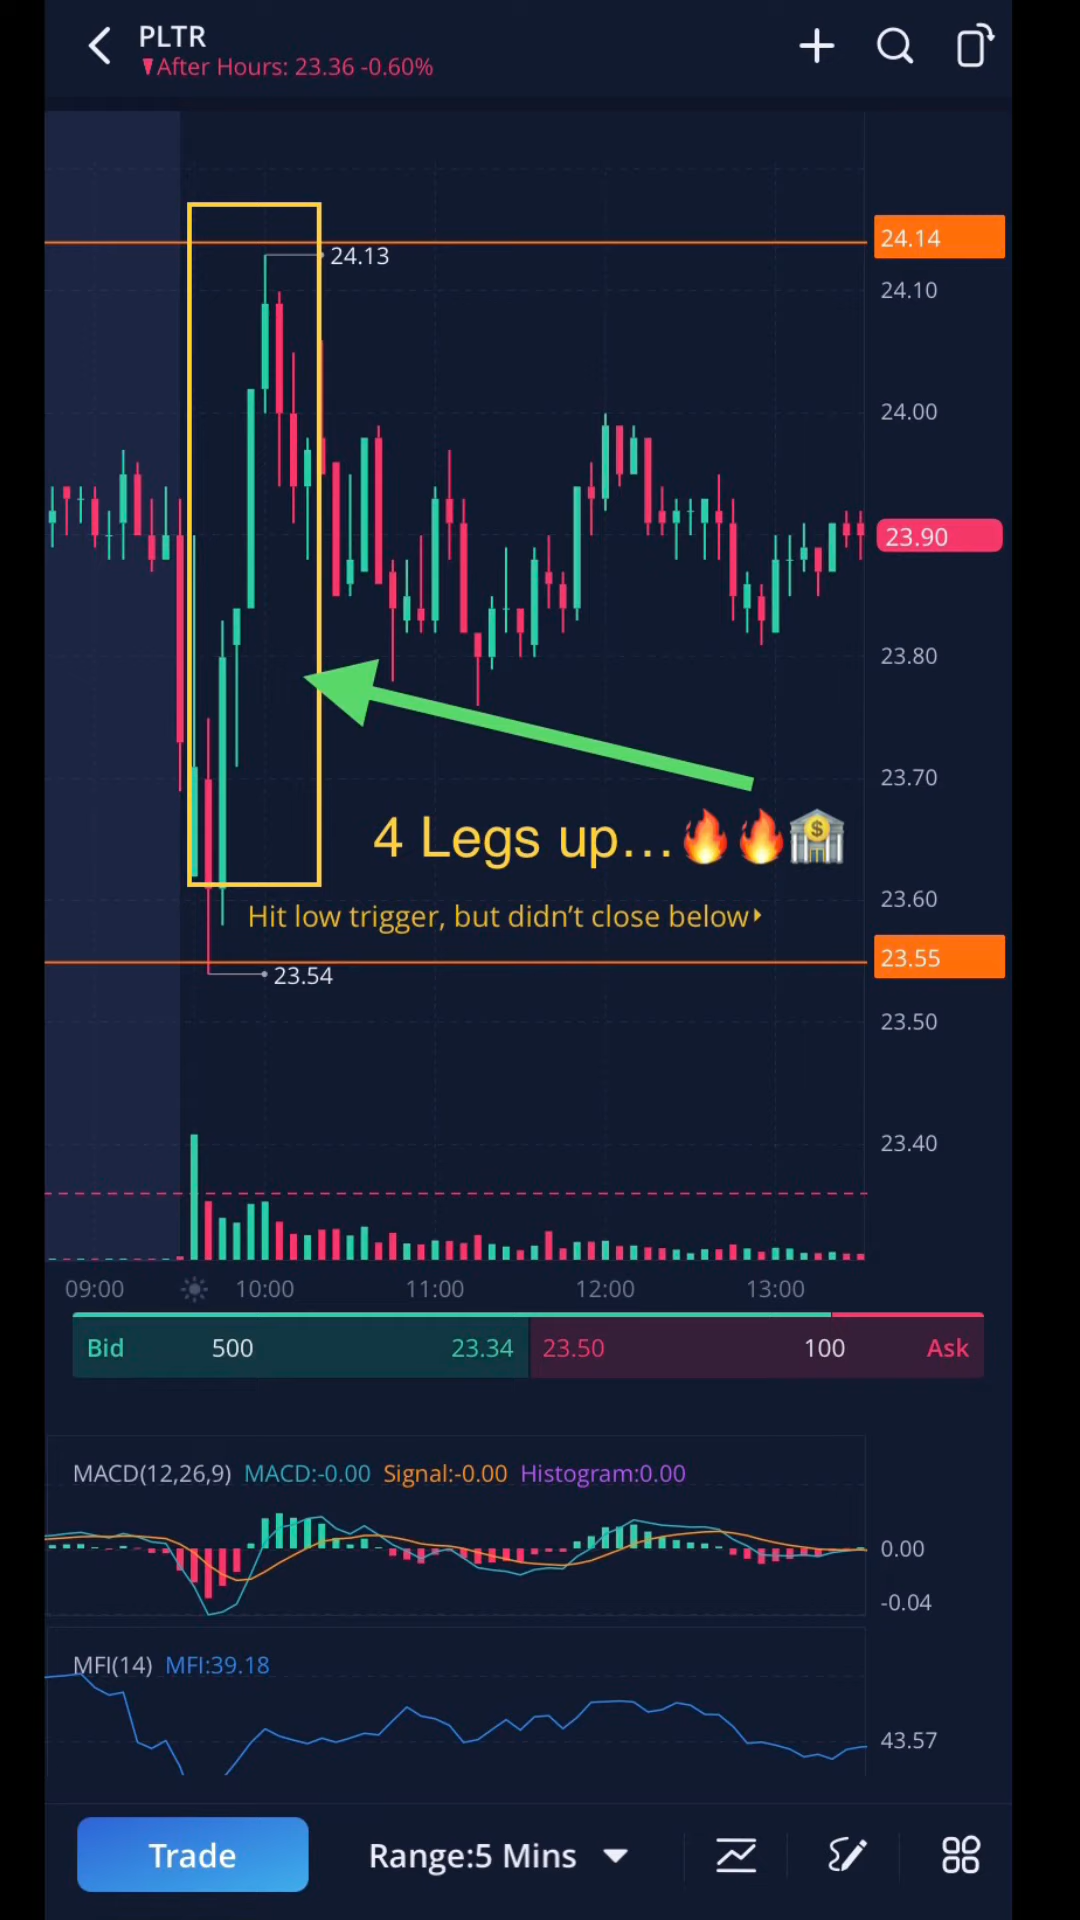 PLTR
▼After Hours: 23.36 -0.60%
24.14
24.13
24.10
24.00
23.90
23.80
23.70
4 Legs up...🔥🔥🏦
23.60
Hit low trigger, but didn't close below
23.55
23.54
23.50
23.40
09:00 10:00 11:00 12:00 13:00
Bid 500 23.34 23.50 100 Ask
MACD(12,26,9) MACD:-0.00 Signal:-0.00 Histogram:0.00
0.00
-0.04
MFI(14) MFI:39.18
43.57
Trade Range:5 Mins